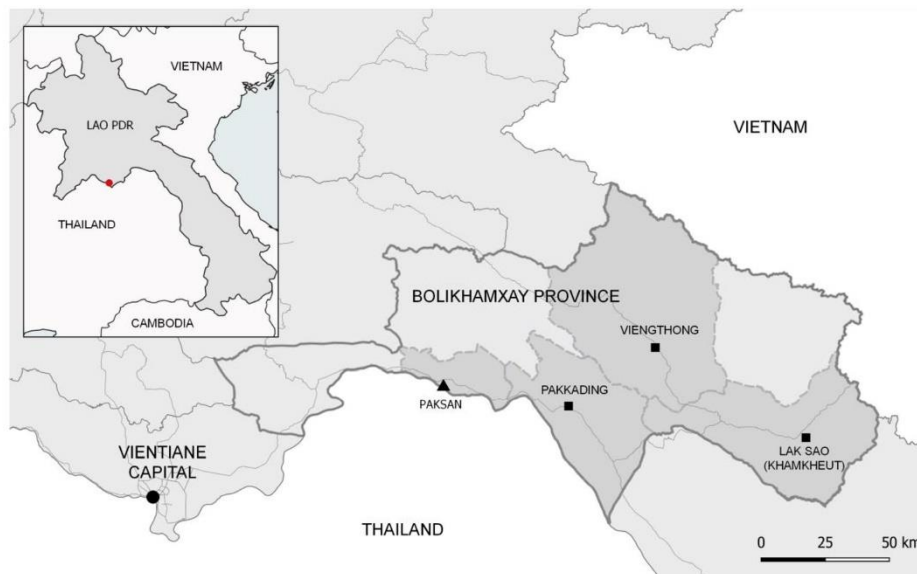 VIETNAM
LAO PDR
THAILAND
CAMBODIA
VIETNAM
BOLIKHAMXAY PROVINCE
VIENGTHONG
PAKSAN
PAKKADING
LAK SAO
(KHAMKHEUT)
VIENTIANE
CAPITAL
THAILAND
0 25 50 km